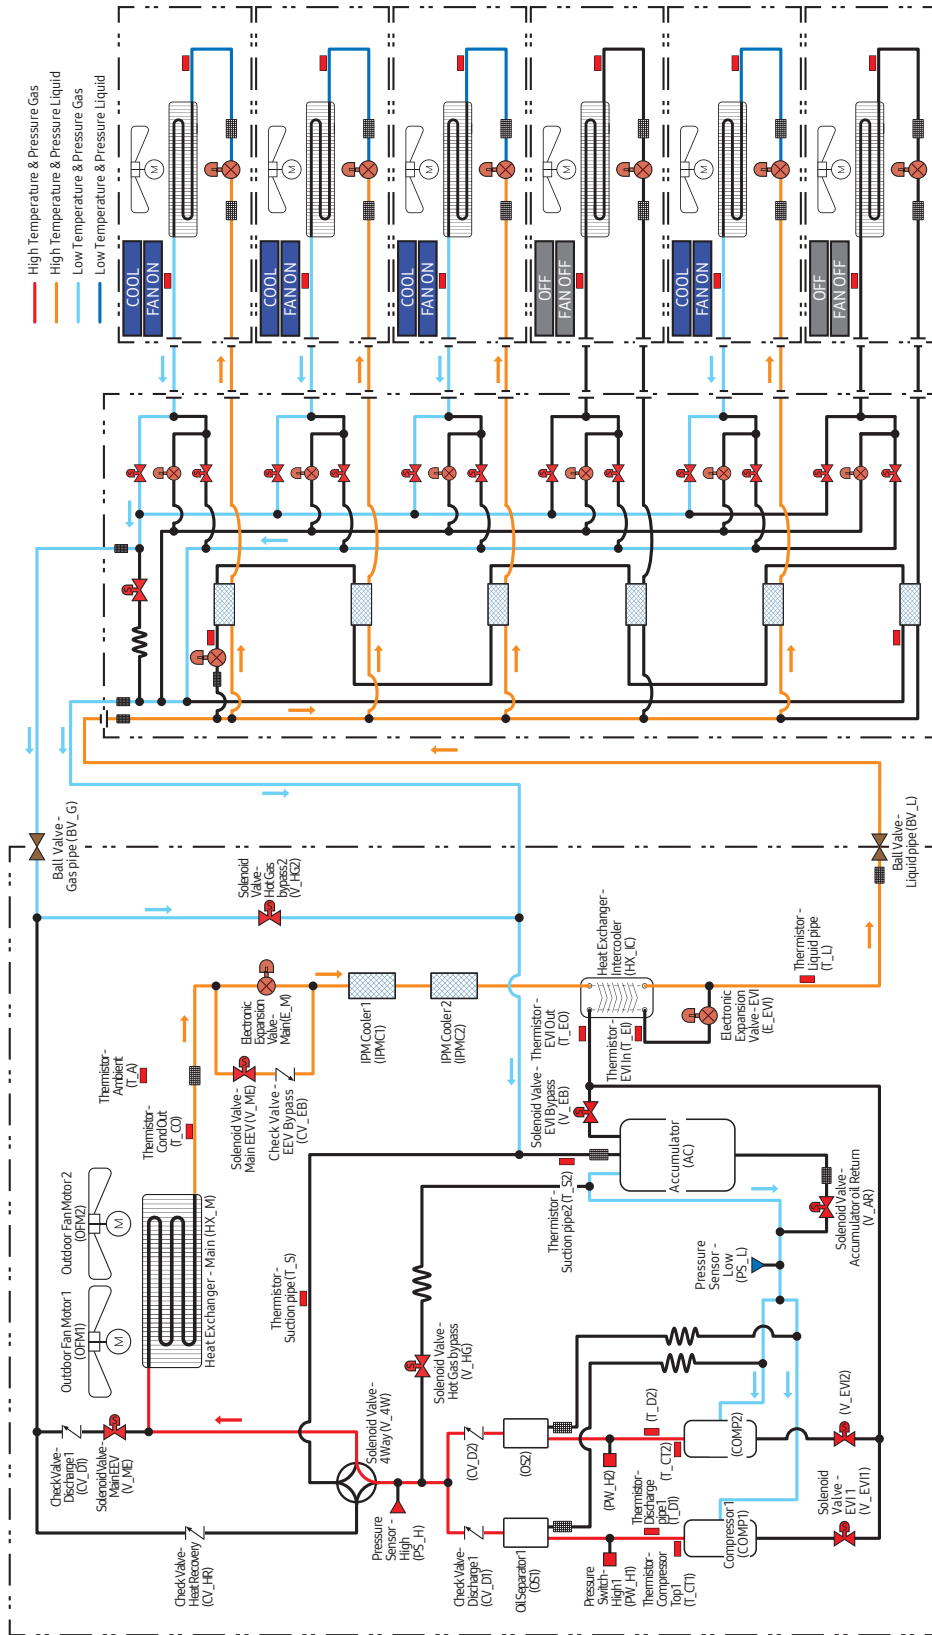 High Temperature & Pressure Gas
High Temperature & Pressure Liquid
Low Temperature & Pressure Gas
Low Temperature & Pressure Liquid
COOL
FAN ON
M
COOL
FAN ON
M
COOL
FAN ON
M
OFF
FAN OFF
M
COOL
FAN ON
M
OFF
FAN OFF
M
Ball Valve -
Gas pipe (BV_G)
Ball Valve -
Liquid pipe (BV_L)
Solenoid
Valve -
Hot Gas
bypass2
(V_HG2)
Thermistor -
Ambient
(T_A)
Thermistor-
Cond Out
(T_CO)
Electronic
Expansion
Valve -
Main(E_M)
Solenoid Valve -
Main EEV (V_ME)
Check Valve -
EEV Bypass
(CV_EB)
IPM Cooler1
(IPMC1)
IPM Cooler2
(IPMC2)
Heat Exchanger -
Intercooler
(HX_IC)
Thermistor -
EVI Out
(T_EO)
Thermistor-
EVI In (T_EI)
Electronic
Expansion
Valve - EVI
(E_EVI)
Thermistor -
Liquid pipe
(T_L)
Solenoid Valve -
EVI Bypass
(V_EB)
Outdoor Fan Motor 2
(OFM2)
M
Outdoor Fan Motor1
(OFM1)
M
Heat Exchanger - Main (HX_M)
Thermistor -
Suction pipe (T_S)
Thermistor-
Suction pipe2 (T_S2)
Accumulator
(AC)
Solenoid Valve -
Accumulator oil Return
(V_AR)
Pressure
Sensor -
Low
(PS_L)
Solenoid Valve -
Hot Gas bypass
(V_HG)
Check Valve-
Discharge1
(CV_D1)
Solenoid Valve-
Main EEV
(V_ME)
Solenoid Valve -
4Way (V_4W)
Check Valve-
Heat Recovery
(CV_HR)
Pressure
Sensor -
High
(PS_H)
(CV_D2)
Check Valve-
Discharge1
(CV_D1)
(OS2)
Oil Separator1
(OS1)
(PW_H2)
Pressure
Switch-
High1
(PW_H1)
(T_D2)
(T_CT2)
Thermistor-
Discharge
pipe1
(T_D1)
Thermistor-
Compressor
Top1
(T_CT1)
(COMP2)
Compressor1
(COMP1)
(V_EVI2)
Solenoid
Valve -
EVI 1
(V_EVI1)